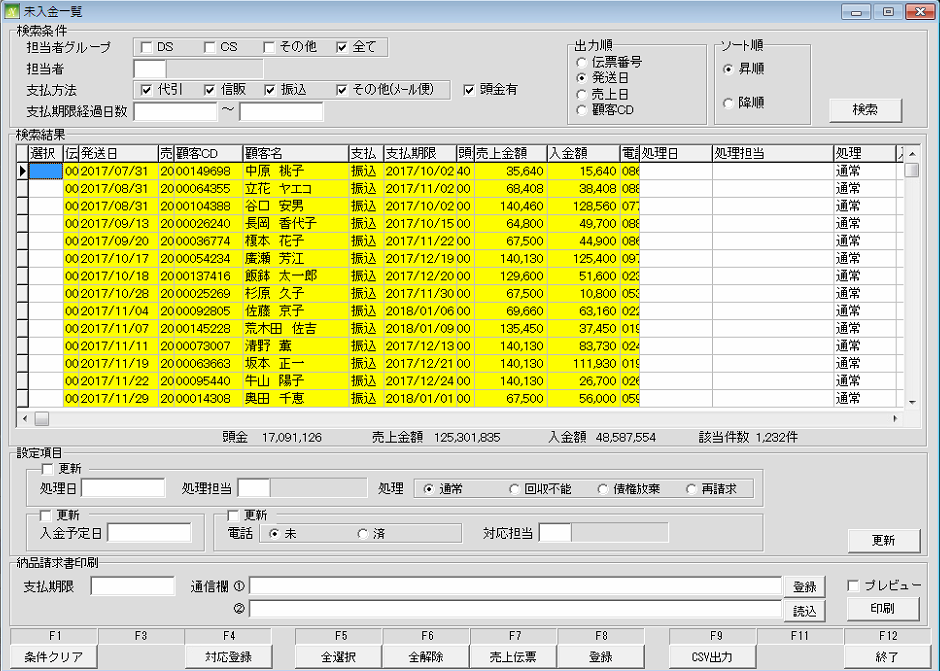 未入金一覧
検索条件
担当者グループ DS CS その他 全て
担当者
支払方法 代引 信販 振込 その他(メール便) 頭金有
支払期限経過日数 ～
出力順
伝票番号
発送日
売上日
顧客CD
ソート順
昇順
降順
検索
検索結果
選択 伝 発送日 売 顧客CD 顧客名 支払 支払期限 頭 売上金額 入金額 電話 処理日 処理担当 処理 入
00 2017/07/31 20 00149698 中原 桃子 振込 2017/10/02 40 35,640 15,640 086 通常
00 2017/08/31 20 00064355 立花 ヤエコ 振込 2017/10/02 00 68,408 38,408 088 通常
00 2017/08/31 20 00104388 谷口 安男 振込 2017/10/02 00 140,460 128,560 077 通常
00 2017/09/13 20 00026240 長岡 香代子 振込 2017/10/15 00 64,800 49,700 088 通常
00 2017/09/20 20 00036774 榎本 花子 振込 2017/11/22 00 67,500 44,900 086 通常
00 2017/10/17 20 00054234 廣瀬 芳江 振込 2017/12/19 00 140,130 125,400 097 通常
00 2017/10/18 20 00137416 飯鉢 太一郎 振込 2017/12/20 00 129,600 51,600 023 通常
00 2017/10/28 20 00025269 杉原 久子 振込 2017/11/30 00 67,500 10,800 053 通常
00 2017/11/04 20 00092805 佐藤 京子 振込 2018/01/06 00 69,660 63,160 022 通常
00 2017/11/07 20 00145228 荒木田 佐吉 振込 2018/01/09 00 135,450 37,450 019 通常
00 2017/11/11 20 00073007 清野 薫 振込 2017/12/13 00 140,130 83,730 024 通常
00 2017/11/19 20 00063663 坂本 正一 振込 2017/12/21 00 140,130 111,930 019 通常
00 2017/11/22 20 00095440 牛山 陽子 振込 2017/12/24 00 140,130 26,700 026 通常
00 2017/11/29 20 00014308 奥田 千恵 振込 2018/01/01 00 67,500 56,000 059 通常
頭金 17,091,126 売上金額 125,301,835 入金額 48,587,554 該当件数 1,232件
設定項目
更新
処理日 処理担当 処理 通常 回収不能 債権放棄 再請求
更新 更新
入金予定日 電話 未 済 対応担当 更新
納品請求書印刷
支払期限 通信欄 ① 登録 プレビュー
② 読込 印刷
F1 F3 F4 F5 F6 F7 F8 F9 F11 F12
条件クリア 対応登録 全選択 全解除 売上伝票 登録 CSV出力 終了